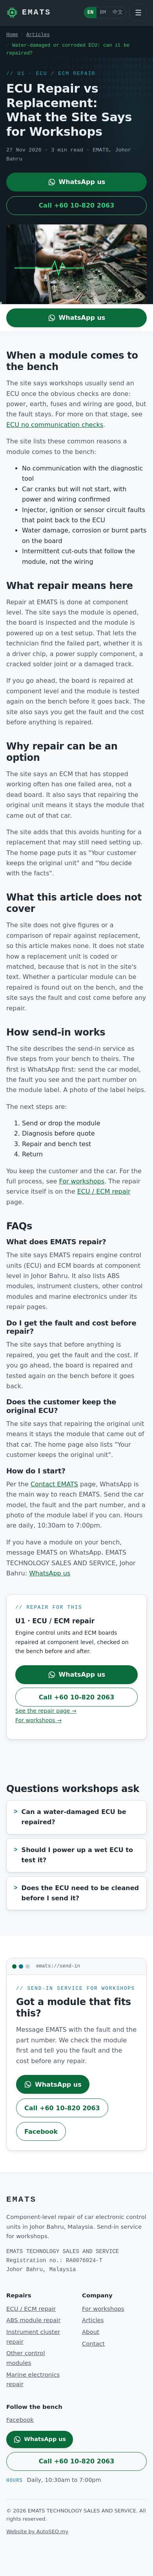 EMATS
EN BM 中文
Home / Articles
/ Water-damaged or corroded ECU: can it be
repaired?
// U1 · ECU / ECM REPAIR
ECU Repair vs
Replacement:
What the Site Says
for Workshops
27 Nov 2026 · 3 min read · EMATS, Johor
Bahru
WhatsApp us
Call +60 10-820 2063
WhatsApp us
When a module comes to
the bench
The site says workshops usually send an
ECU once the obvious checks are done:
power, earth, fuses and wiring are good, but
the fault stays. For more on that stage, see
ECU no communication checks.
The site lists these common reasons a
module comes to the bench:
• No communication with the diagnostic
tool
• Car cranks but will not start, with
power and wiring confirmed
• Injector, ignition or sensor circuit faults
that point back to the ECU
• Water damage, corrosion or burnt parts
on the board
• Intermittent cut-outs that follow the
module, not the wiring
What repair means here
Repair at EMATS is done at component
level. The site says the module is opened,
the board is inspected and the module is
powered and tested on a setup. That lets
the technician find the failed part, whether it
is a driver chip, a power supply component, a
cracked solder joint or a damaged track.
If you go ahead, the board is repaired at
component level and the module is tested
again on the bench before it goes back. The
site also says you get the fault and the cost
before anything is repaired.
Why repair can be an
option
The site says an ECM that has stopped
working often has one failed area, not a
dead board. It also says that repairing the
original unit means the module stays the one
that came out of the car.
That avoids months hunting for a
replacement, and it may still need setting up.
The home page puts it as "Your customer
keeps the original unit" and "You decide
with the facts".
What this article does not
cover
The site does not give figures or a
comparison of repair against replacement,
so this article makes none. It does not state
how a replacement unit is coded or
matched, because that is not in the site's
text. Whether a unit can be repaired depends
on what is found on the bench, and the site
says you get the fault and the cost before
any repair.
How send-in works
The site describes the send-in service as
three steps from your bench to theirs. The
first is WhatsApp first: send the car model,
the fault you see and the part number on
the module label. A photo of the label helps.
The next steps are:
1. Send or drop the module
2. Diagnosis before quote
3. Repair and bench test
4. Return
You keep the customer and the car. For the
full process, see For workshops. The repair
service itself is on the ECU / ECM repair
page.
FAQs
What does EMATS repair?
The site says EMATS repairs engine control
units (ECU) and ECM boards at component
level in Johor Bahru. It also lists ABS
modules, instrument clusters, other control
modules and marine electronics under its
repair pages.
Do I get the fault and cost before
repair?
The site says that before anything is
repaired, you get the fault and the cost. If
you go ahead, the board is repaired and
tested again on the bench before it goes
back.
Does the customer keep the
original ECU?
The site says that repairing the original unit
means it stays the module that came out of
the car. The home page also lists "Your
customer keeps the original unit".
How do I start?
Per the Contact EMATS page, WhatsApp is
the main way to reach EMATS. Send the car
model, the fault and the part number, and a
photo of the module label if you can. Hours
are daily, 10:30am to 7:00pm.
If you have a module on your bench,
message EMATS on WhatsApp. EMATS
TECHNOLOGY SALES AND SERVICE, Johor
Bahru: WhatsApp us
// REPAIR FOR THIS
U1 · ECU / ECM repair
Engine control units and ECM boards
repaired at component level, checked on
the bench before and after.
WhatsApp us
Call +60 10-820 2063
See the repair page →
For workshops →
Questions workshops ask
> Can a water-damaged ECU be
repaired?
> Should I power up a wet ECU to
test it?
> Does the ECU need to be cleaned
before I send it?
emats://send-in
// SEND-IN SERVICE FOR WORKSHOPS
Got a module that fits
this?
Message EMATS with the fault and the
part number. We check the module
first and tell you the fault and the
cost before any repair.
WhatsApp us
Call +60 10-820 2063
Facebook
EMATS
Component-level repair of car electronic control
units in Johor Bahru, Malaysia. Send-in service
for workshops.
EMATS TECHNOLOGY SALES AND SERVICE
Registration no.: RA0076024-T
Johor Bahru, Malaysia
Repairs
ECU / ECM repair
ABS module repair
Instrument cluster
repair
Other control
modules
Marine electronics
repair
Company
For workshops
Articles
About
Contact
Follow the bench
Facebook
WhatsApp us
Call +60 10-820 2063
HOURS Daily, 10:30am to 7:00pm
© 2026 EMATS TECHNOLOGY SALES AND SERVICE. All
rights reserved.
Website by AutoSEO.my